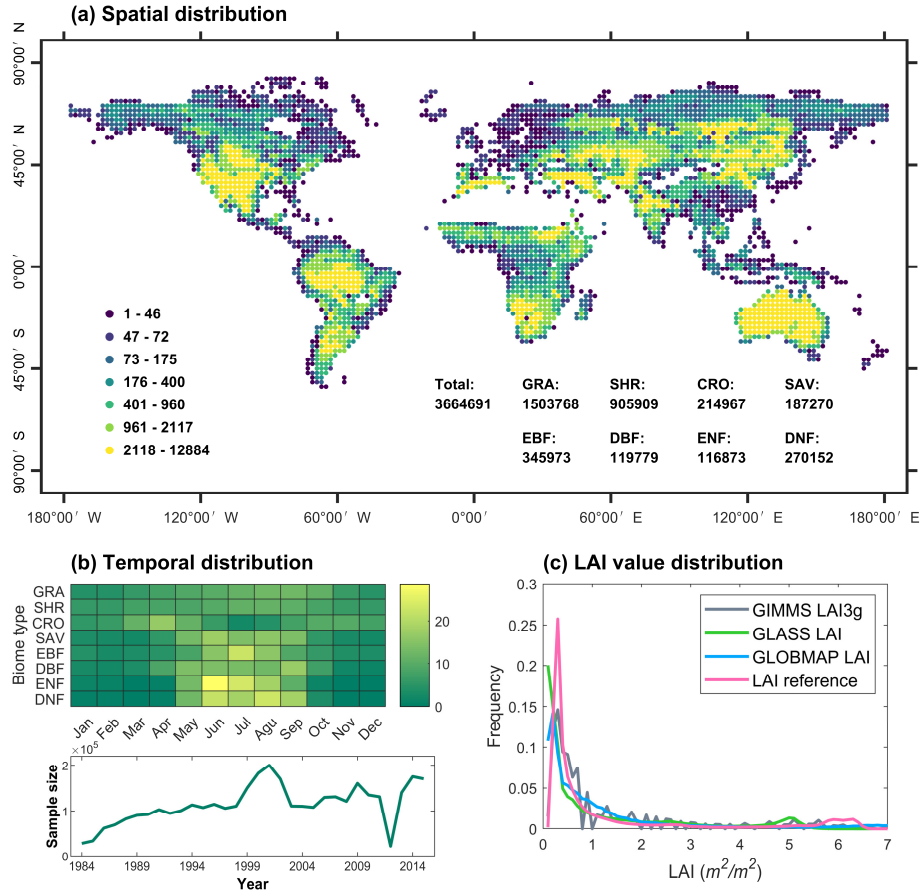 (a) Spatial distribution
90°00′ N
45°00′ N
0°00′
45°00′ S
90°00′ S
1 - 46
47 - 72
73 - 175
176 - 400
401 - 960
961 - 2117
2118 - 12884
Total: GRA: SHR: CRO: SAV:
3664691 1503768 905909 214967 187270
EBF: DBF: ENF: DNF:
345973 119779 116873 270152
180°00′ W 120°00′ W 60°00′ W 0°00′ 60°00′ E 120°00′ E 180°00′ E
(b) Temporal distribution
Biome type
GRA
SHR
CRO
SAV
EBF
DBF
ENF
DNF
20
10
0
Jan Feb Mar Apr May Jun Jul Agu Sep Oct Nov Dec
×10⁵
Sample size
2
1
0
1984 1989 1994 1999 2004 2009 2014
Year
(c) LAI value distribution
Frequency
0.3
0.25
0.2
0.15
0.1
0.05
0
GIMMS LAI3g
GLASS LAI
GLOBMAP LAI
LAI reference
0 1 2 3 4 5 6 7
LAI (m²/m²)